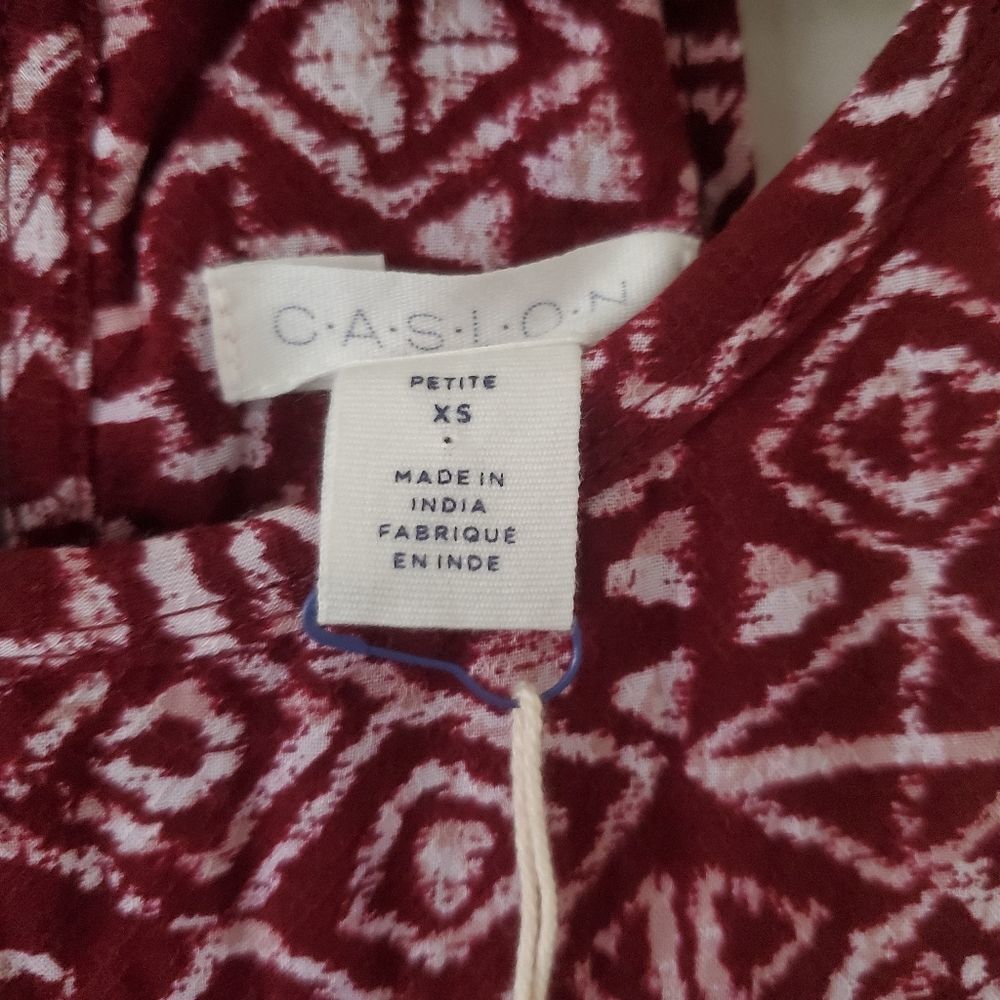 C·A·S·I·O·N
PETITE
XS
MADE IN
INDIA
FABRIQUÉ
EN INDE